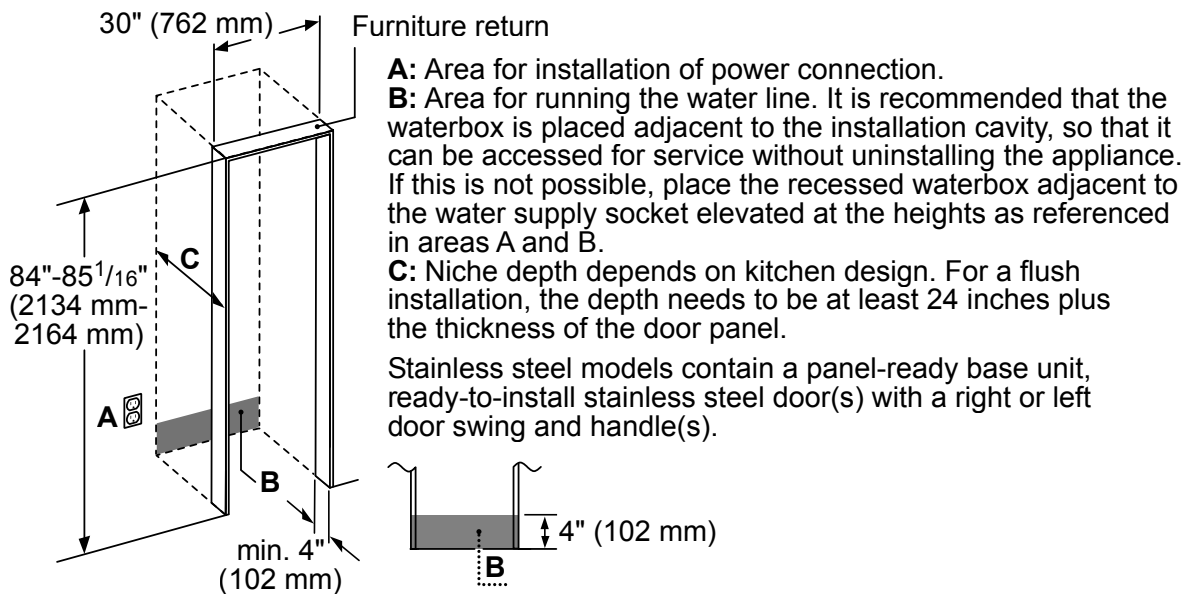 30" (762 mm)
Furniture return
A: Area for installation of power connection.
B: Area for running the water line. It is recommended that the
waterbox is placed adjacent to the installation cavity, so that it
can be accessed for service without uninstalling the appliance.
If this is not possible, place the recessed waterbox adjacent to
the water supply socket elevated at the heights as referenced
in areas A and B.
C: Niche depth depends on kitchen design. For a flush
installation, the depth needs to be at least 24 inches plus
the thickness of the door panel.
Stainless steel models contain a panel-ready base unit,
ready-to-install stainless steel door(s) with a right or left
door swing and handle(s).
C
84"-85 1/16"
(2134 mm-
2164 mm)
A
B
min. 4"
(102 mm)
4" (102 mm)
B